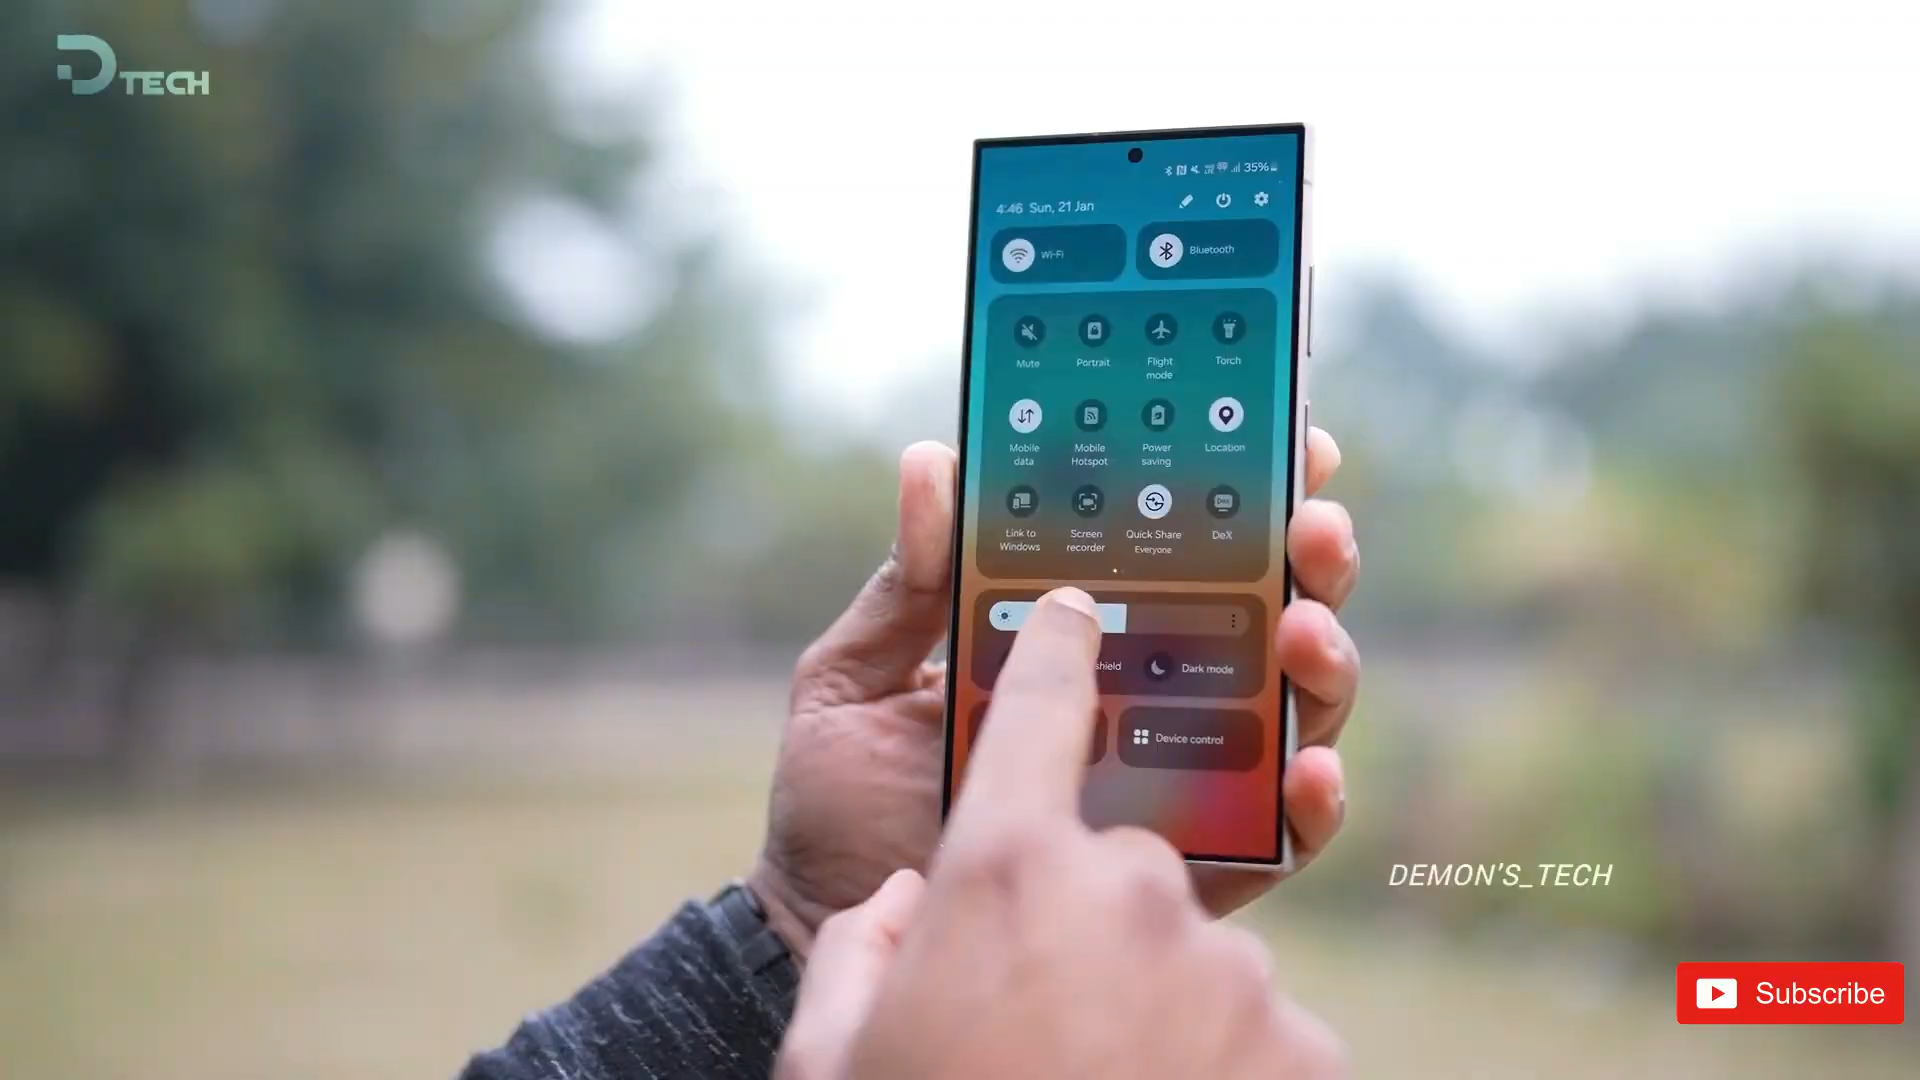 D TECH
35%
4:46 Sun, 21 Jan
Wi-Fi
Bluetooth
Mute
Portrait
Flight
mode
Torch
Mobile
data
Mobile
Hotspot
Power
saving
Location
Link to
Windows
Screen
recorder
Quick Share
Everyone
DeX
shield
Dark mode
Device control
DEMON'S_TECH
Subscribe